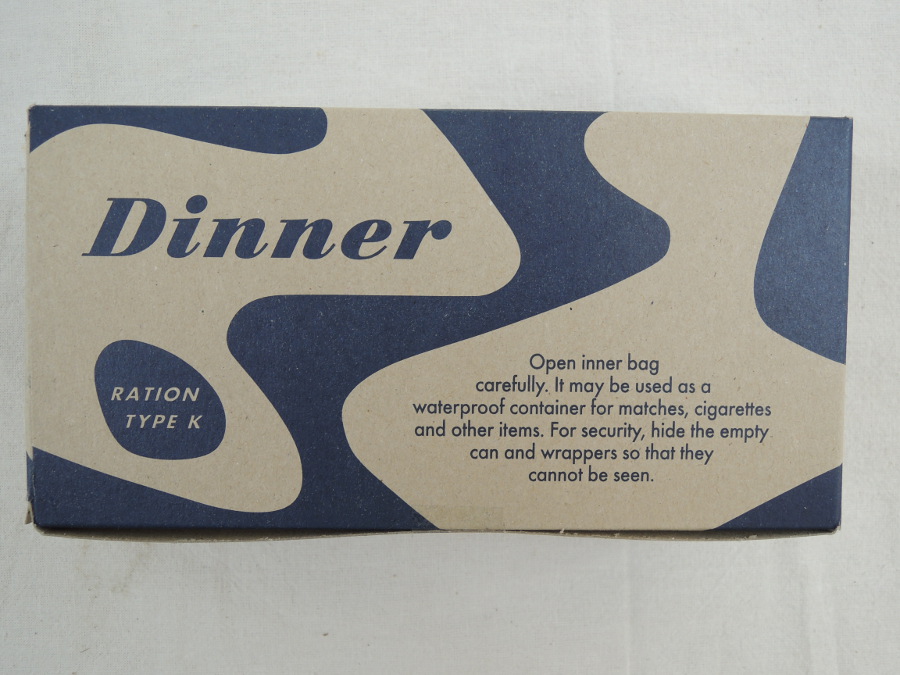 Dinner
RATION
TYPE K
Open inner bag
carefully. It may be used as a
waterproof container for matches, cigarettes
and other items. For security, hide the empty
can and wrappers so that they
cannot be seen.